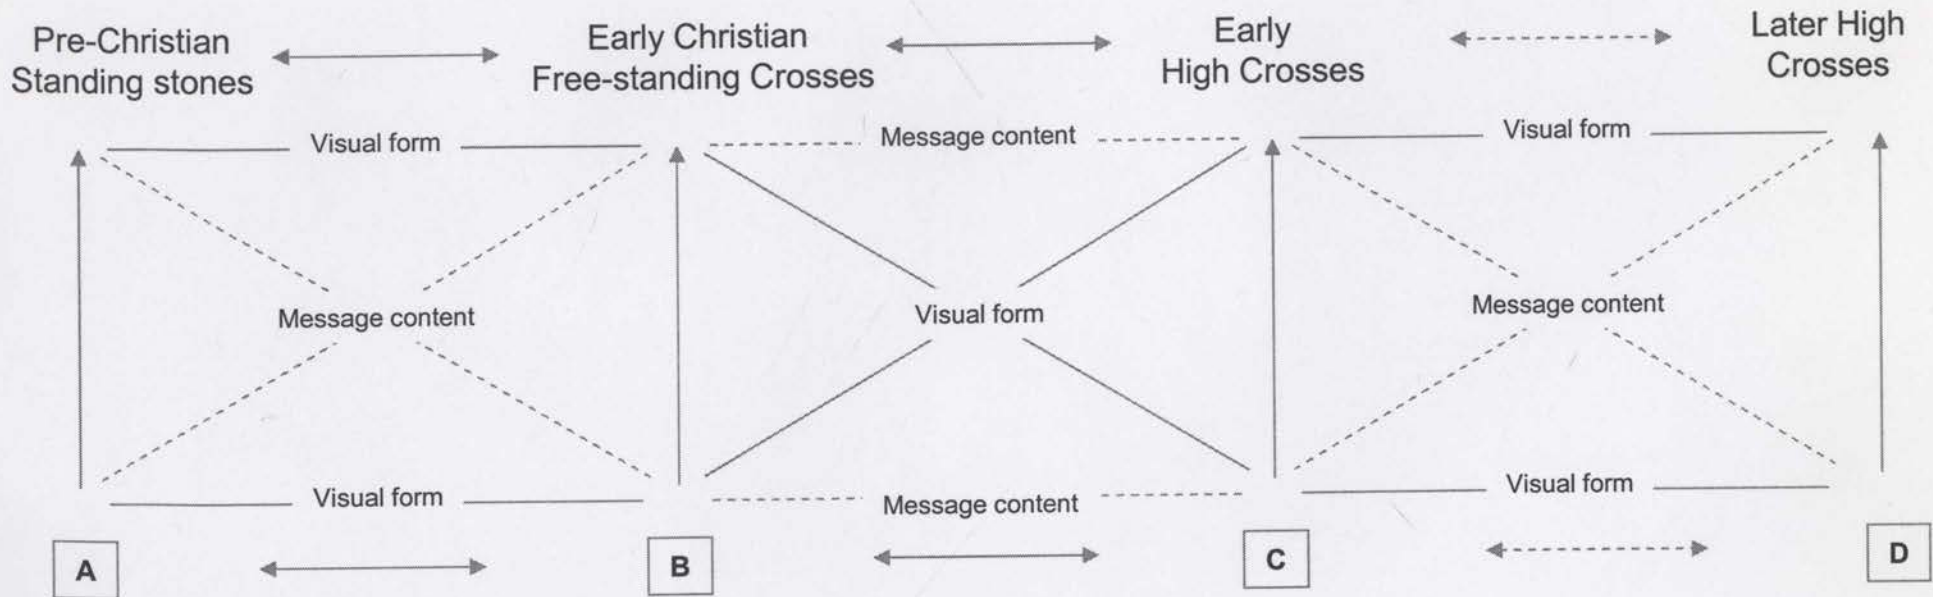 Pre-Christian
Standing stones
Early Christian
Free-standing Crosses
Early
High Crosses
Later High
Crosses
Visual form
Message content
Visual form
Message content
Visual form
Message content
Visual form
Message content
Visual form
A
B
C
D